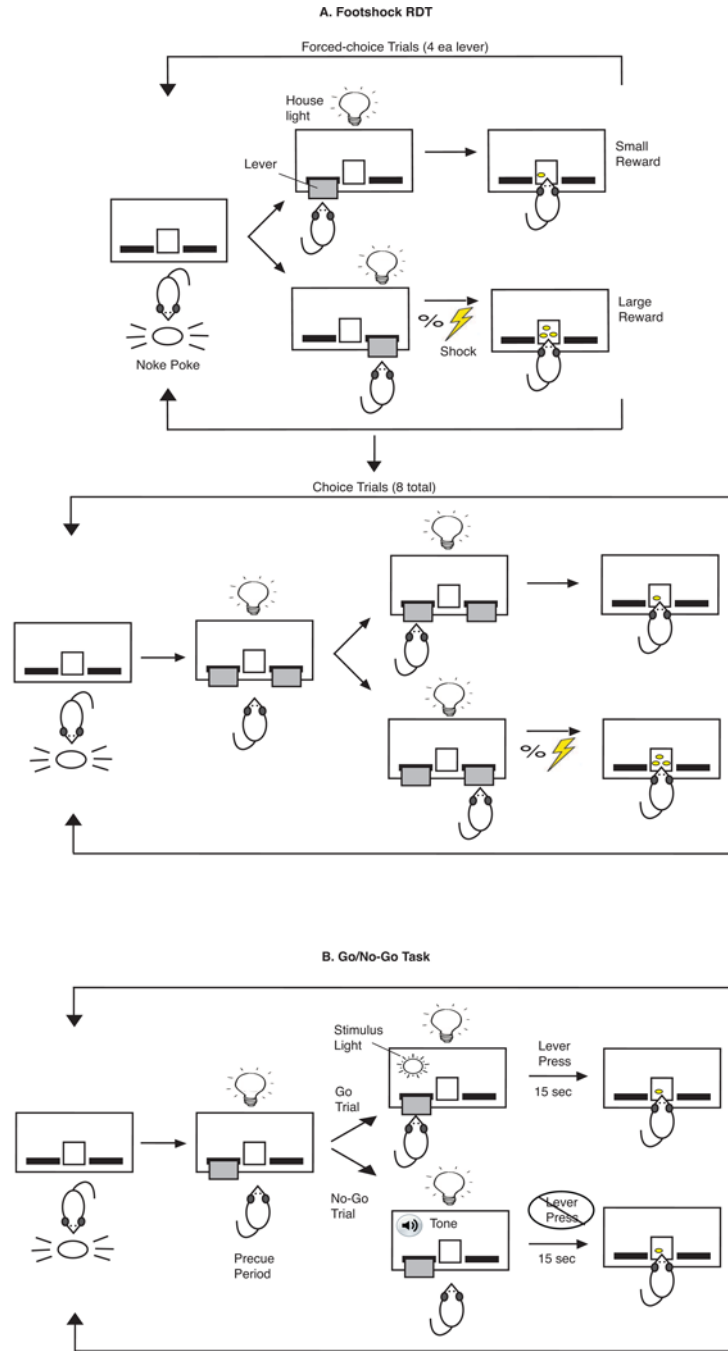 A. Footshock RDT
Forced-choice Trials (4 ea lever)
House
light
Lever
Small
Reward
Noke Poke
%
Shock
Large
Reward
Choice Trials (8 total)
%
B. Go/No-Go Task
Stimulus
Light
Lever
Press
15 sec
Go
Trial
No-Go
Trial
Precue
Period
Tone
Lever
Press
15 sec